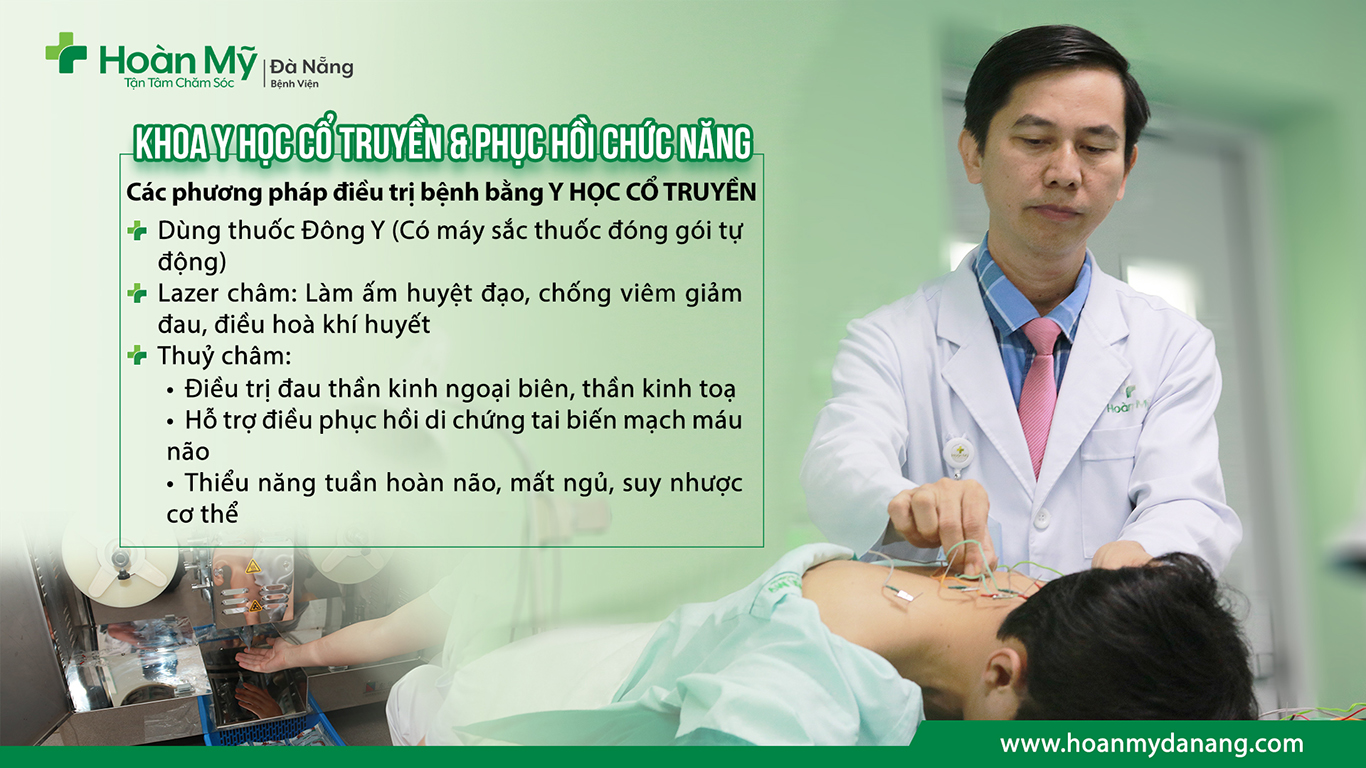 Hoàn Mỹ
Tận Tâm Chăm Sóc
Đà Nẵng
Bệnh Viện
KHOA Y HỌC CỔ TRUYỀN & PHỤC HỒI CHỨC NĂNG
Các phương pháp điều trị bệnh bằng Y HỌC CỔ TRUYỀN
Dùng thuốc Đông Y (Có máy sắc thuốc đóng gói tự
động)
Lazer châm: Làm ấm huyệt đạo, chống viêm giảm
đau, điều hoà khí huyết
Thuỷ châm:
• Điều trị đau thần kinh ngoại biên, thần kinh toạ
• Hỗ trợ điều phục hồi di chứng tai biến mạch máu
não
• Thiểu năng tuần hoàn não, mất ngủ, suy nhược
cơ thể
Hoàn Mỹ
www.hoanmydanang.com